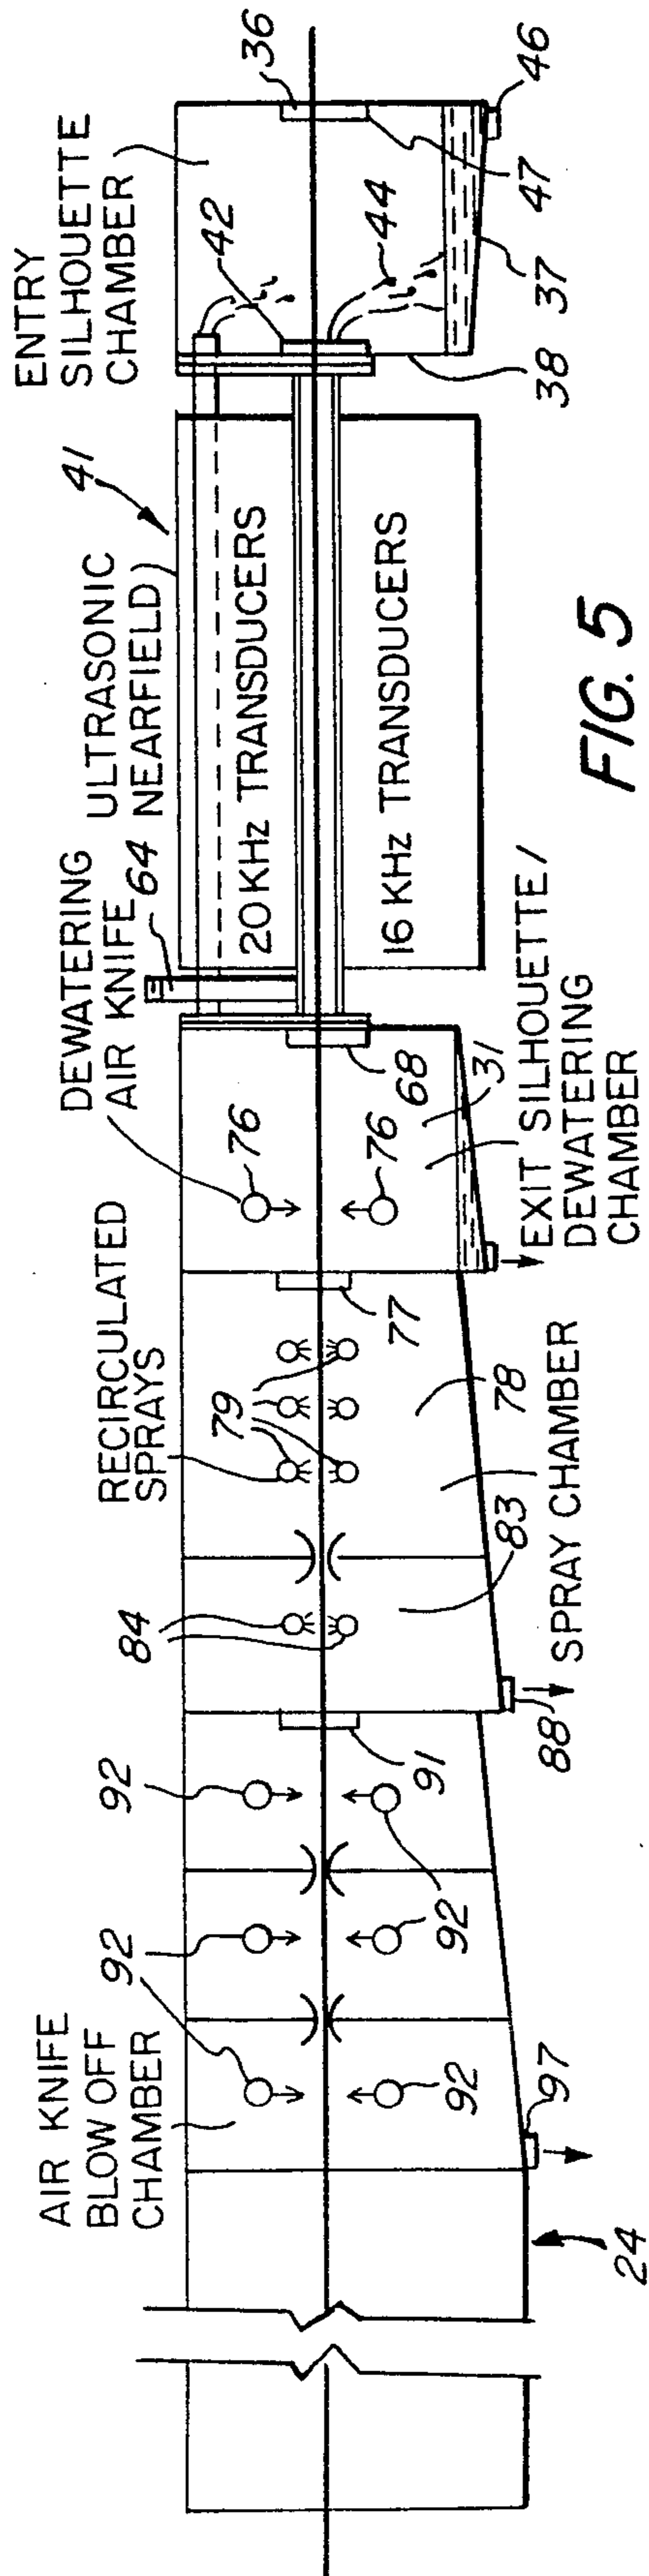 AIR KNIFE
BLOW OFF
CHAMBER
92
92
92
84
RECIRCULATED
SPRAYS
79
DEWATERING
AIR KNIFE
76
64
ULTRASONIC
NEARFIELD
41
20 KHz TRANSDUCERS
16 KHz TRANSDUCERS
ENTRY
SILHOUETTE
CHAMBER
42
36
44
47
46
37
38
76
68
31
EXIT SILHOUETTE/
DEWATERING
CHAMBER
77
78
83
SPRAY CHAMBER
88
91
92
92
92
97
24
FIG. 5